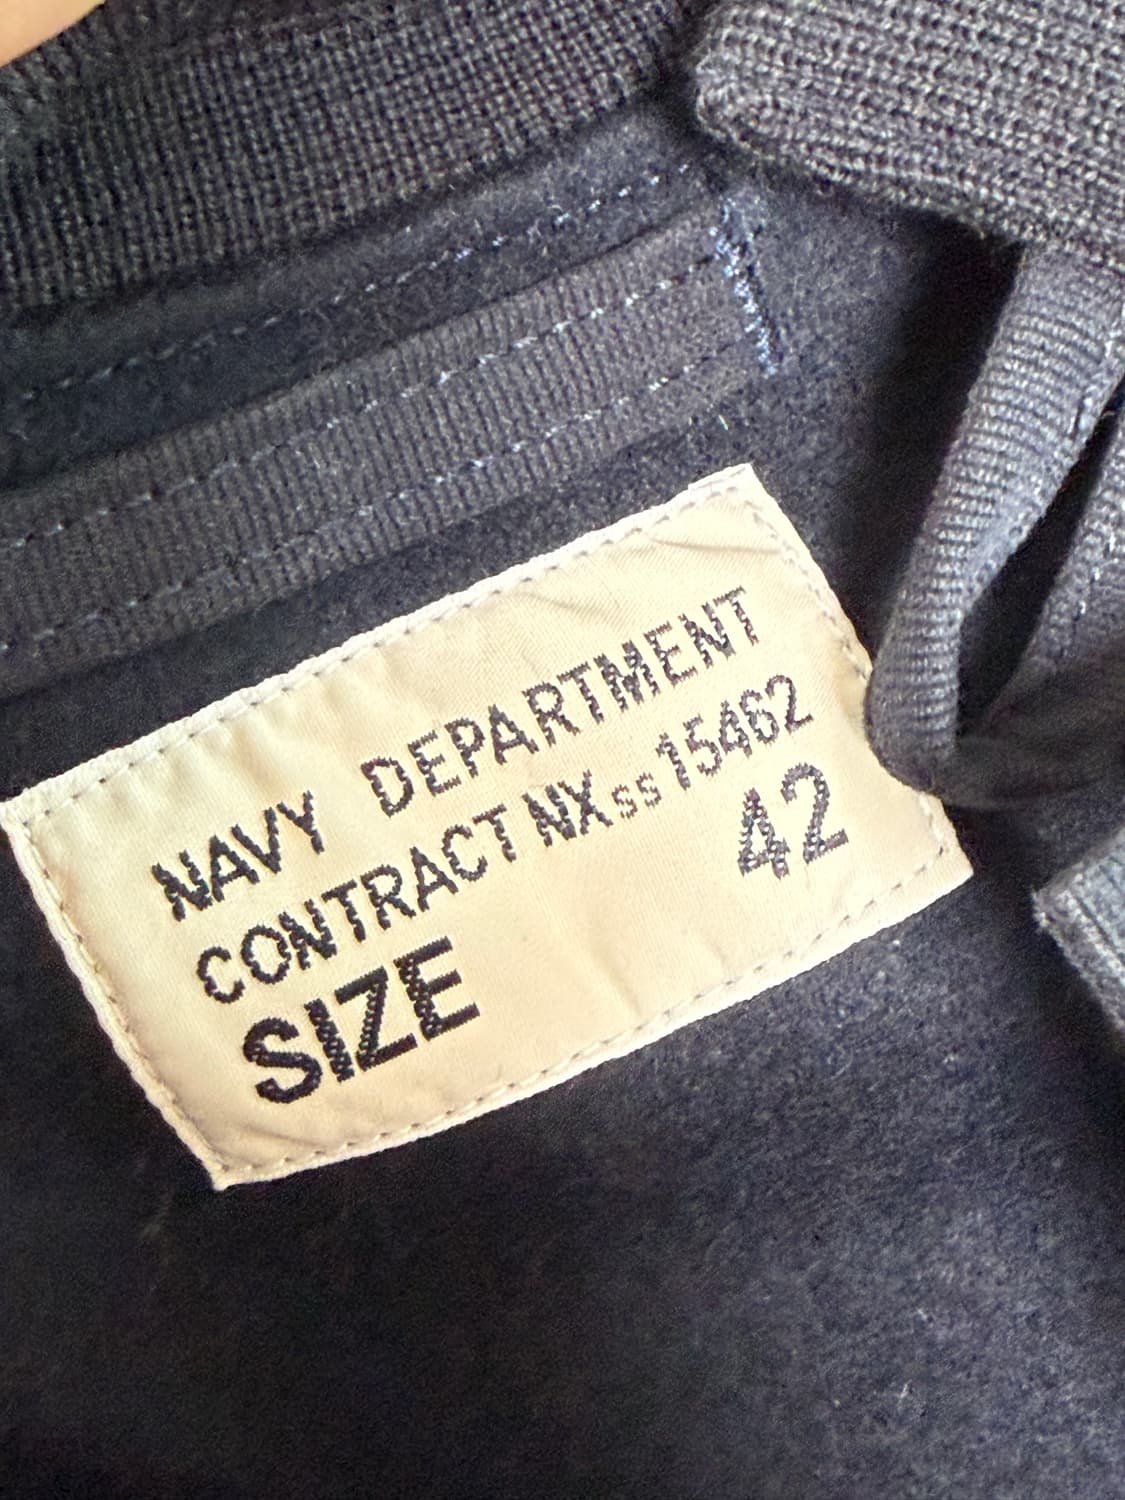 NAVY DEPARTMENT
CONTRACT NXss 15462
SIZE 42